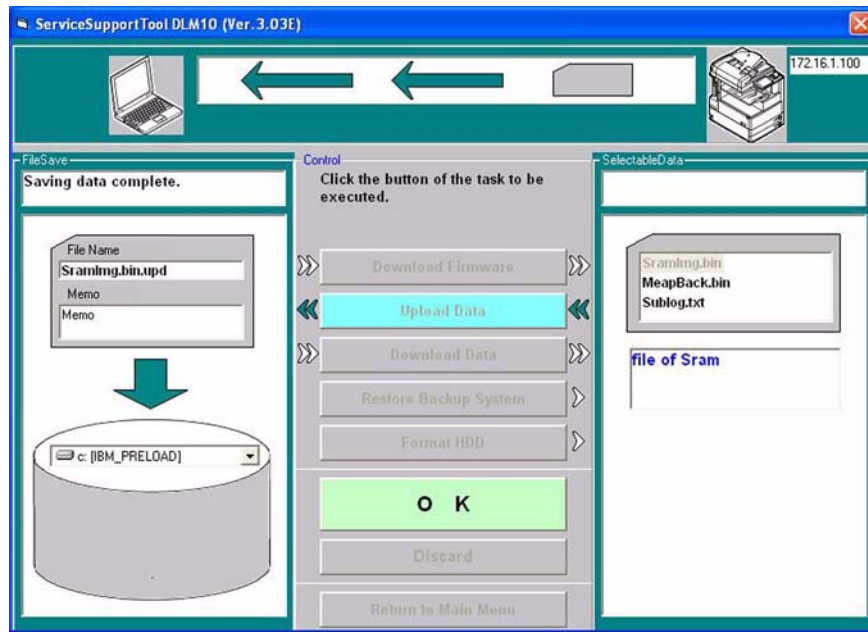 ServiceSupportTool DLM10 (Ver.3.03E)
172.16.1.100
FileSave
Saving data complete.
File Name
SramImg.bin.upd
Memo
Memo
c: [IBM_PRELOAD]
Control
Click the button of the task to be
executed.
Download Firmware
Upload Data
Download Data
Restore Backup System
Format HDD
O K
Discard
Return to Main Menu
SelectableData
SramImg.bin
MeapBack.bin
Sublog.txt
file of Sram